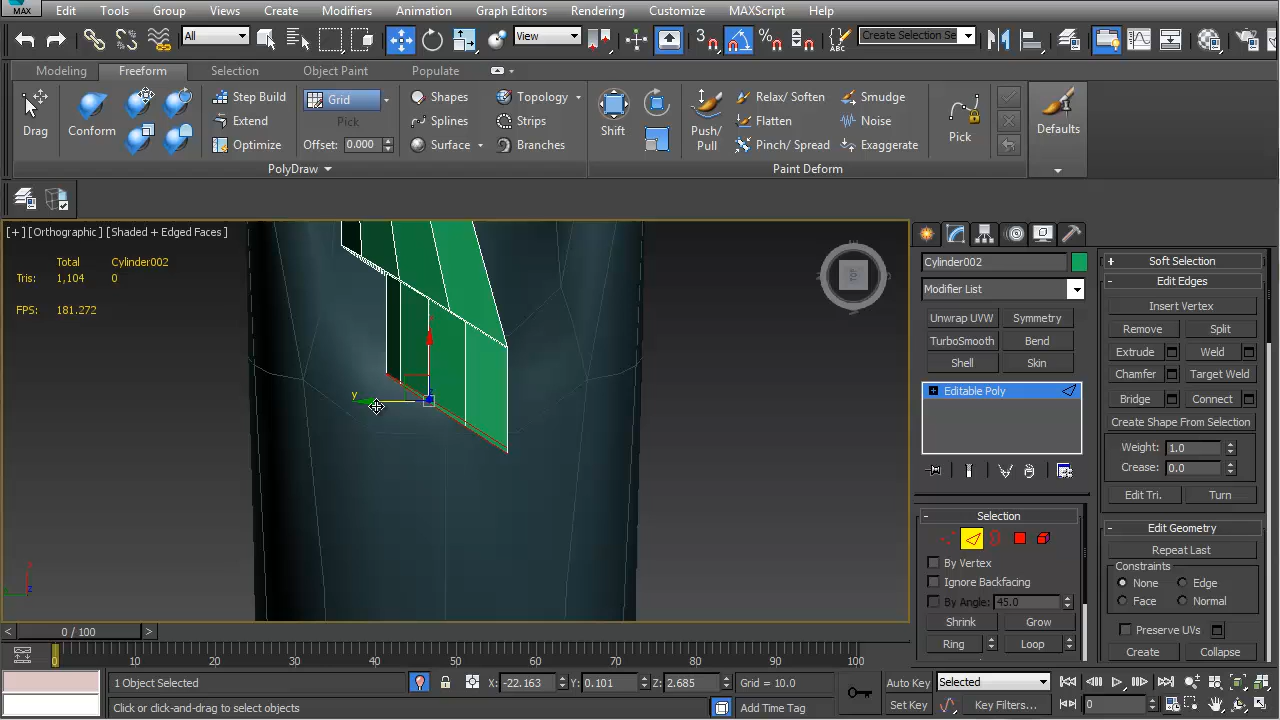 MAX Edit Tools Group Views Create Modifiers Animation Graph Editors Rendering Customize MAXScript Help
All View 3 Create Selection Se
Modeling Freeform Selection Object Paint Populate
Drag Conform Step Build Extend Optimize Grid Pick Offset: 0.000 Shapes Splines Surface Topology Strips Branches Shift Push/ Pull Relax/ Soften Flatten Pinch/ Spread Smudge Noise Exaggerate Pick Defaults
PolyDraw Paint Deform
[+] [Orthographic ] [Shaded + Edged Faces ]
Total Cylinder002
Tris: 1,104 0
FPS: 181.272
TOP
y
Cylinder002
Modifier List
Unwrap UVW Symmetry
TurboSmooth Bend
Shell Skin
Editable Poly
Selection
By Vertex
Ignore Backfacing
By Angle: 45.0
Shrink Grow
Ring Loop
Soft Selection
Edit Edges
Insert Vertex
Remove Split
Extrude Weld
Chamfer Target Weld
Bridge Connect
Create Shape From Selection
Weight: 1.0
Crease: 0.0
Edit Tri. Turn
Edit Geometry
Repeat Last
Constraints
None Edge
Face Normal
Preserve UVs
Create Collapse
< 0 / 100 >
0 10 20 30 40 50 60 70 80 90 100
1 Object Selected X: -22.163 Y: 0.101 Z: 2.685 Grid = 10.0 Auto Key Selected
Click or click-and-drag to select objects Add Time Tag Set Key Key Filters... 0